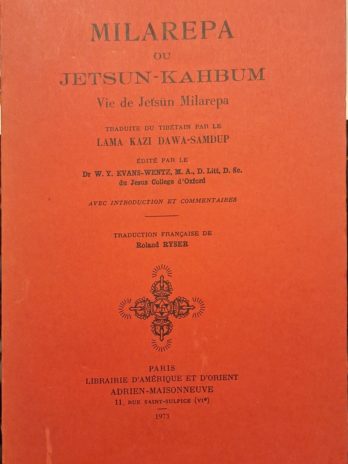 MILAREPA
OU
JETSUN-KAHBUM
Vie de Jetsün Milarepa
TRADUITE DU TIBÉTAIN PAR LE
LAMA KAZI DAWA-SAMDUP
ÉDITÉ PAR LE
Dr W. Y. EVANS-WENTZ, M. A., D. Litt, D. Sc.
du Jesus College d'Oxford
AVEC INTRODUCTION ET COMMENTAIRES
TRADUCTION FRANÇAISE DE
Roland RYSER
PARIS
LIBRAIRIE D'AMÉRIQUE ET D'ORIENT
ADRIEN-MAISONNEUVE
11, RUE SAINT-SULPICE (VIe)
1971